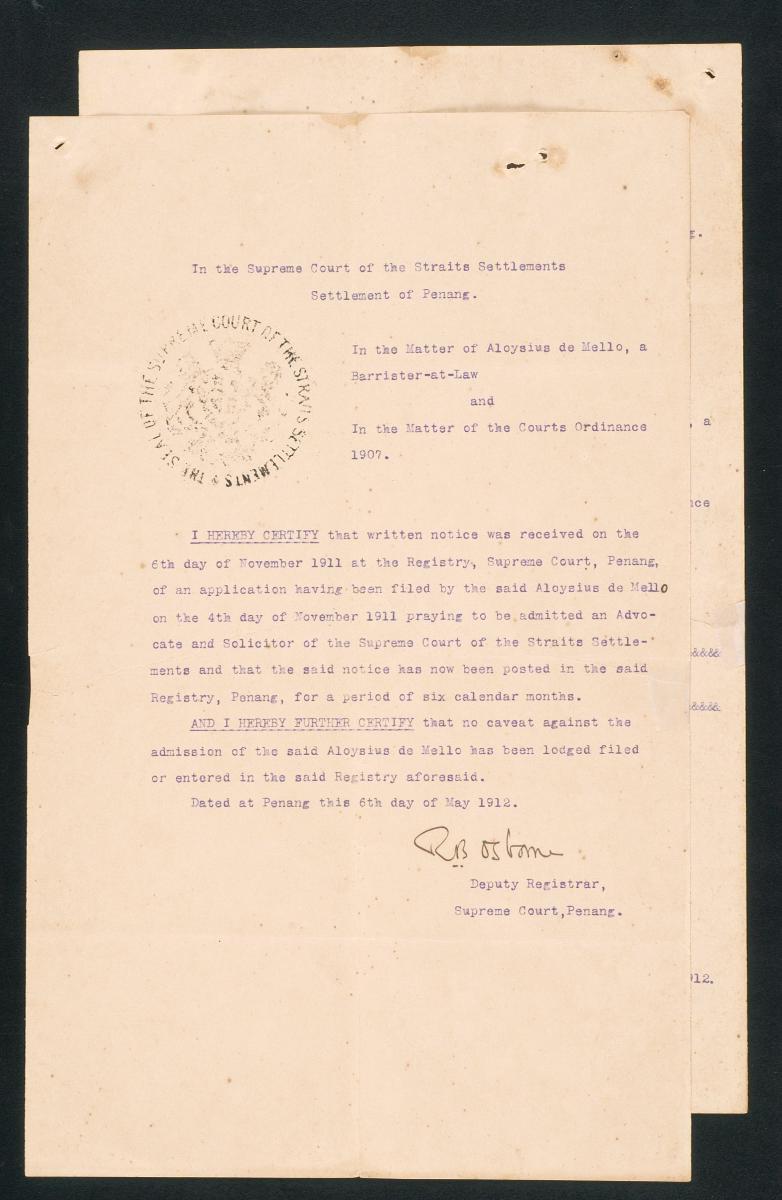 In the Supreme Court of the Straits Settlements
Settlement of Penang.
THE SEAL OF THE SUPREME COURT OF THE STRAITS SETTLEMENTS
In the Matter of Aloysius de Mello, a
Barrister-at-Law
and
In the Matter of the Courts Ordinance
1907.
I HEREBY CERTIFY that written notice was received on the
6th day of November 1911 at the Registry, Supreme Court, Penang,
of an application having been filed by the said Aloysius de Mello
on the 4th day of November 1911 praying to be admitted an Advo-
cate and Solicitor of the Supreme Court of the Straits Settle-
ments and that the said notice has now been posted in the said
Registry, Penang, for a period of six calendar months.
AND I HEREBY FURTHER CERTIFY that no caveat against the
admission of the said Aloysius de Mello has been lodged filed
or entered in the said Registry aforesaid.
Dated at Penang this 6th day of May 1912.
RB Osborne
Deputy Registrar,
Supreme Court,Penang.
g.
, a
nce
&&&&
&&&&
912.